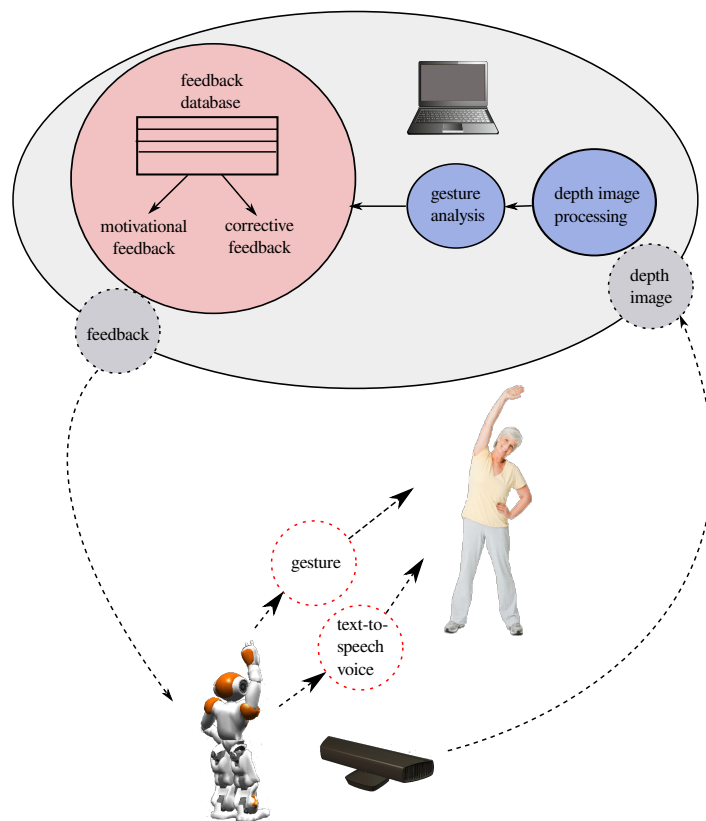 feedback
database
motivational
feedback
corrective
feedback
gesture
analysis
depth image
processing
depth
image
feedback
gesture
text-to-
speech
voice